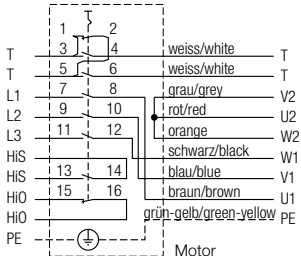 1 2
T 3 4 weiss/white T
T 5 6 weiss/white T
L1 7 8 grau/grey V2
L2 9 10 rot/red U2
L3 11 12 orange W2
HiS schwarz/black W1
HiS 13 14 blau/blue V1
HiO 15 16 braun/brown U1
HiO grün-gelb/green-yellow PE
PE
Motor